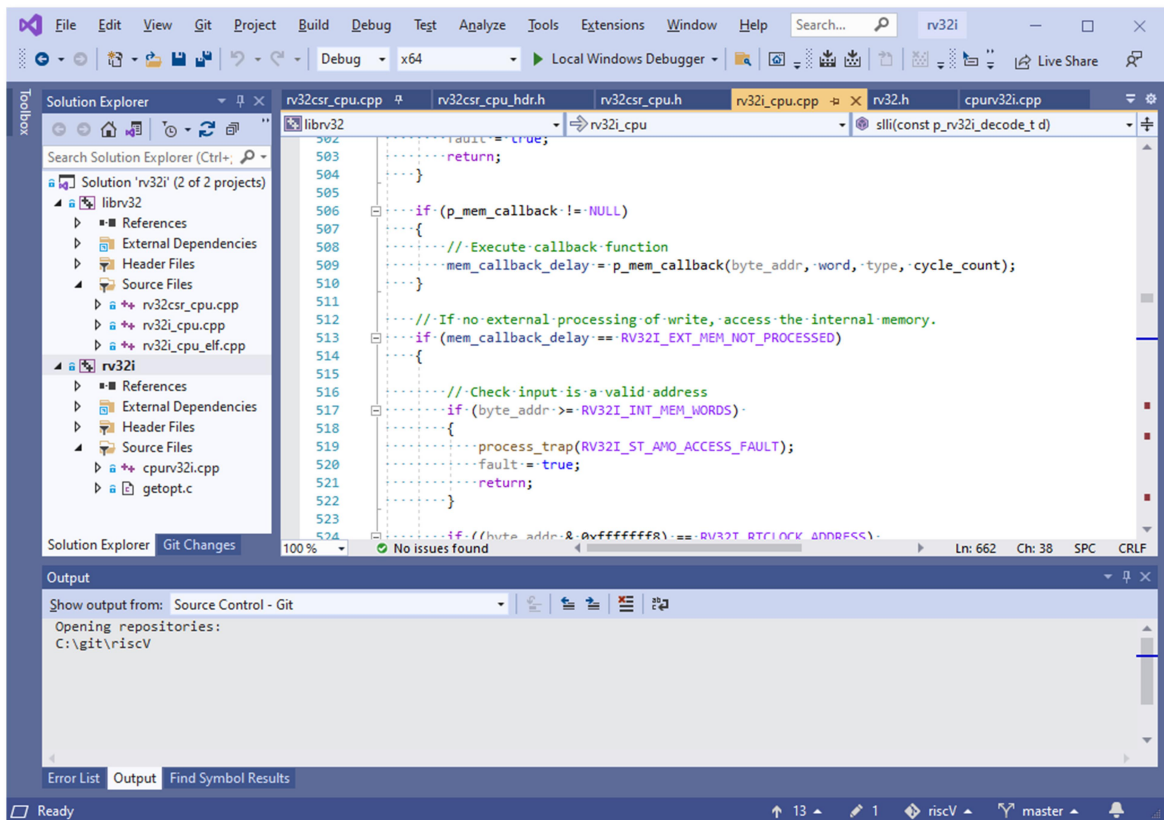 File Edit View Git Project Build Debug Test Analyze Tools Extensions Window Help Search... rv32i
Debug x64 Local Windows Debugger Live Share
Toolbox
Solution Explorer
Search Solution Explorer (Ctrl+;
Solution 'rv32i' (2 of 2 projects)
librv32
References
External Dependencies
Header Files
Source Files
rv32csr_cpu.cpp
rv32i_cpu.cpp
rv32i_cpu_elf.cpp
rv32i
References
External Dependencies
Header Files
Source Files
cpurv32i.cpp
getopt.c
Solution Explorer Git Changes
rv32csr_cpu.cpp rv32csr_cpu_hdr.h rv32csr_cpu.h rv32i_cpu.cpp rv32.h cpurv32i.cpp
librv32 rv32i_cpu slli(const p_rv32i_decode_t d)
502 fault = true;
503 return;
504 }
505
506 if (p_mem_callback != NULL)
507 {
508 // Execute callback function
509 mem_callback_delay = p_mem_callback(byte_addr, word, type, cycle_count);
510 }
511
512 // If no external processing of write, access the internal memory.
513 if (mem_callback_delay == RV32I_EXT_MEM_NOT_PROCESSED)
514 {
515
516 // Check input is a valid address
517 if (byte_addr >= RV32I_INT_MEM_WORDS)
518 {
519 process_trap(RV32I_ST_AMO_ACCESS_FAULT);
520 fault = true;
521 return;
522 }
523
524 if ((byte_addr & 0xfffffff8) == RV32I_RTCLOCK_ADDRESS)
100 % No issues found Ln: 662 Ch: 38 SPC CRLF
Output
Show output from: Source Control - Git
Opening repositories:
C:\git\riscV
Error List Output Find Symbol Results
Ready 13 1 riscV master